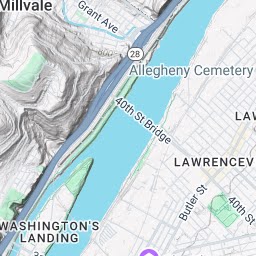 Millvale
Grant Ave
28
Allegheny Cemetery
40th St Bridge
LAW
LAWRENCEV
Butler St
40th St
WASHINGTON'S
LANDING